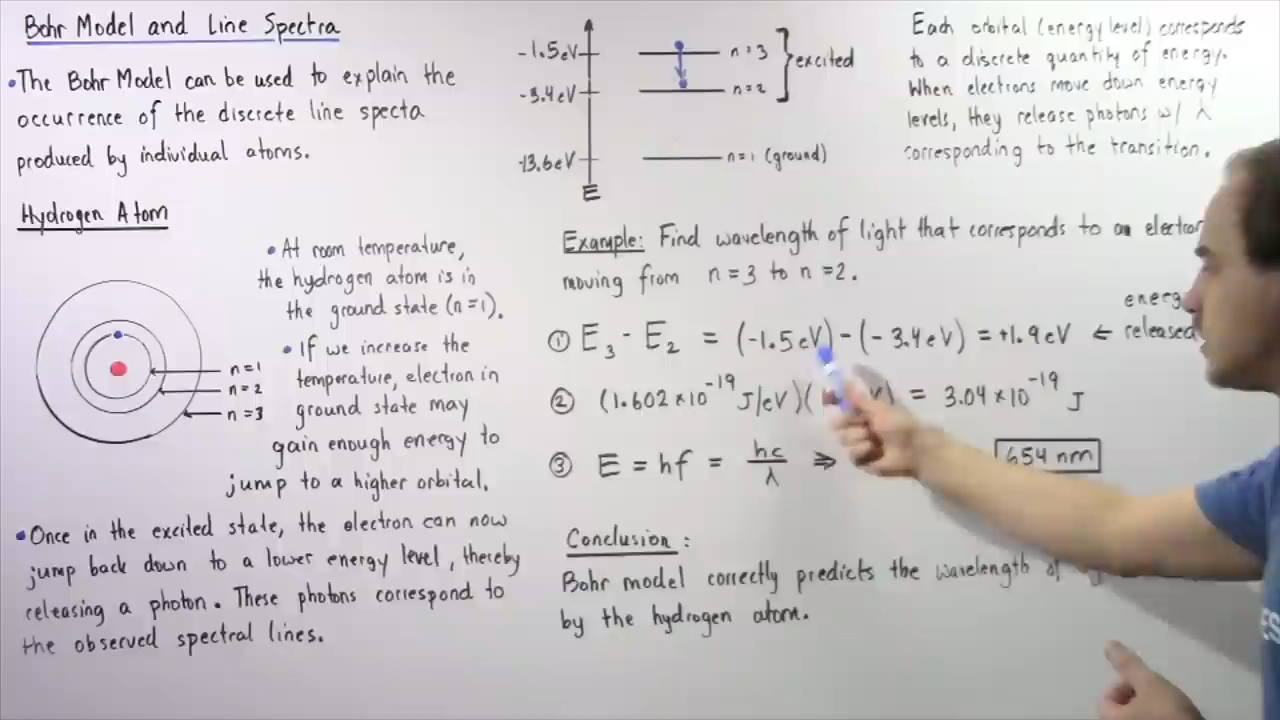 Bohr Model and Line Spectra
• The Bohr Model can be used to explain the
occurrence of the discrete line specta
produced by individual atoms.
Hydrogen Atom
n=1
n=2
n=3
• At room temperature,
the hydrogen atom is in
the ground state (n=1).
• If we increase the
temperature, electron in
ground state may
gain enough energy to
jump to a higher orbital.
• Once in the excited state, the electron can now
jump back down to a lower energy level, thereby
releasing a photon. These photons correspond to
the observed spectral lines.
-1.5eV
n=3
-3.4eV
n=2
excited
-13.6eV
n=1 (ground)
E
Each orbital (energy level) corresponds
to a discrete quantity of energy.
When electrons move down energy
levels, they release photons w/ λ
corresponding to the transition.
Example: Find wavelength of light that corresponds to an electron
moving from n=3 to n=2.
① E₃ - E₂ = (-1.5eV) - (-3.4eV) = +1.9eV ← energy
released
② (1.602×10⁻¹⁹ J/eV)( V) = 3.04×10⁻¹⁹ J
③ E = hf = hc/λ ⇒ 654 nm
Conclusion:
Bohr model correctly predicts the wavelength of
by the hydrogen atom.